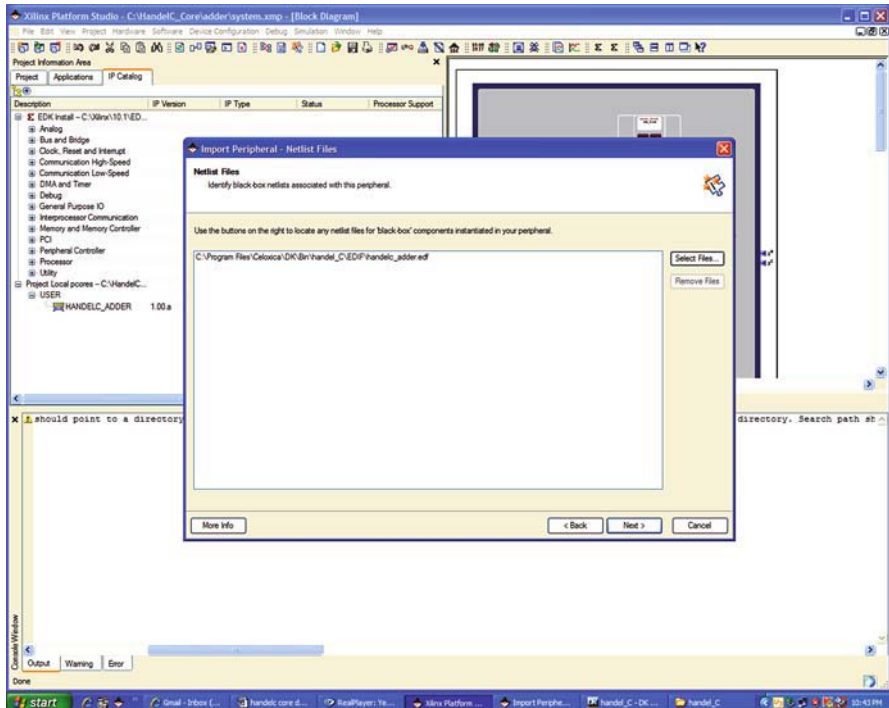 Xilinx Platform Studio - C:\HandelC_Core\adder\system.xmp - [Block Diagram]
File Edit View Project Hardware Software Device Configuration Debug Simulation Window Help
Project Information Area
Project Applications IP Catalog
Description IP Version IP Type Status Processor Support
EDK Install - C:\Xilinx\10.1\ED...
Analog
Bus and Bridge
Clock, Reset and Interrupt
Communication High-Speed
Communication Low-Speed
DMA and Timer
Debug
General Purpose IO
Interprocessor Communication
Memory and Memory Controller
PCI
Peripheral Controller
Processor
Utility
Project Local pcores - C:\HandelC...
USER
HANDELC_ADDER 1.00.a
Import Peripheral - Netlist Files
Netlist Files
Identify black-box netlists associated with this peripheral.
Use the buttons on the right to locate any netlist files for 'black-box' components instantiated in your peripheral.
C:\Program Files\Celoxica\DK\Bin\handel_C\EDIF\handelc_adder.edf
Select Files...
Remove Files
More Info < Back Next > Cancel
should point to a directory directory. Search path sh
Console Window
Output Warning Error
Done
start Gmail - Inbox (... handelc core d... RealPlayer: Ye... Xilinx Platform ... Import Periphe... handel_C - DK ... handel_C 10:43 PM